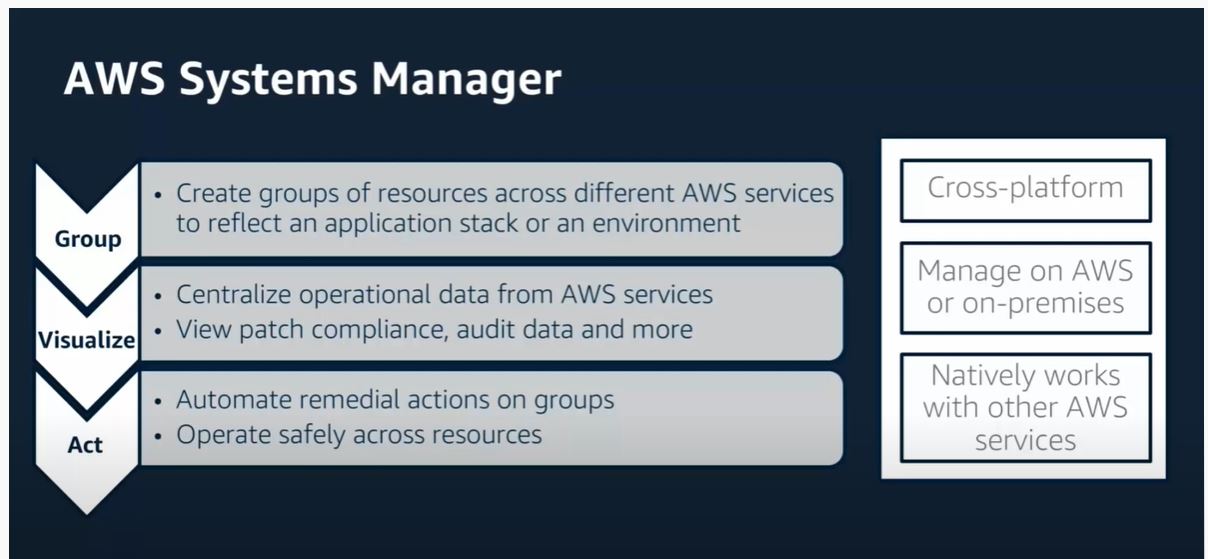 AWS Systems Manager
Group
• Create groups of resources across different AWS services
to reflect an application stack or an environment
Visualize
• Centralize operational data from AWS services
• View patch compliance, audit data and more
Act
• Automate remedial actions on groups
• Operate safely across resources
Cross-platform
Manage on AWS
or on-premises
Natively works
with other AWS
services